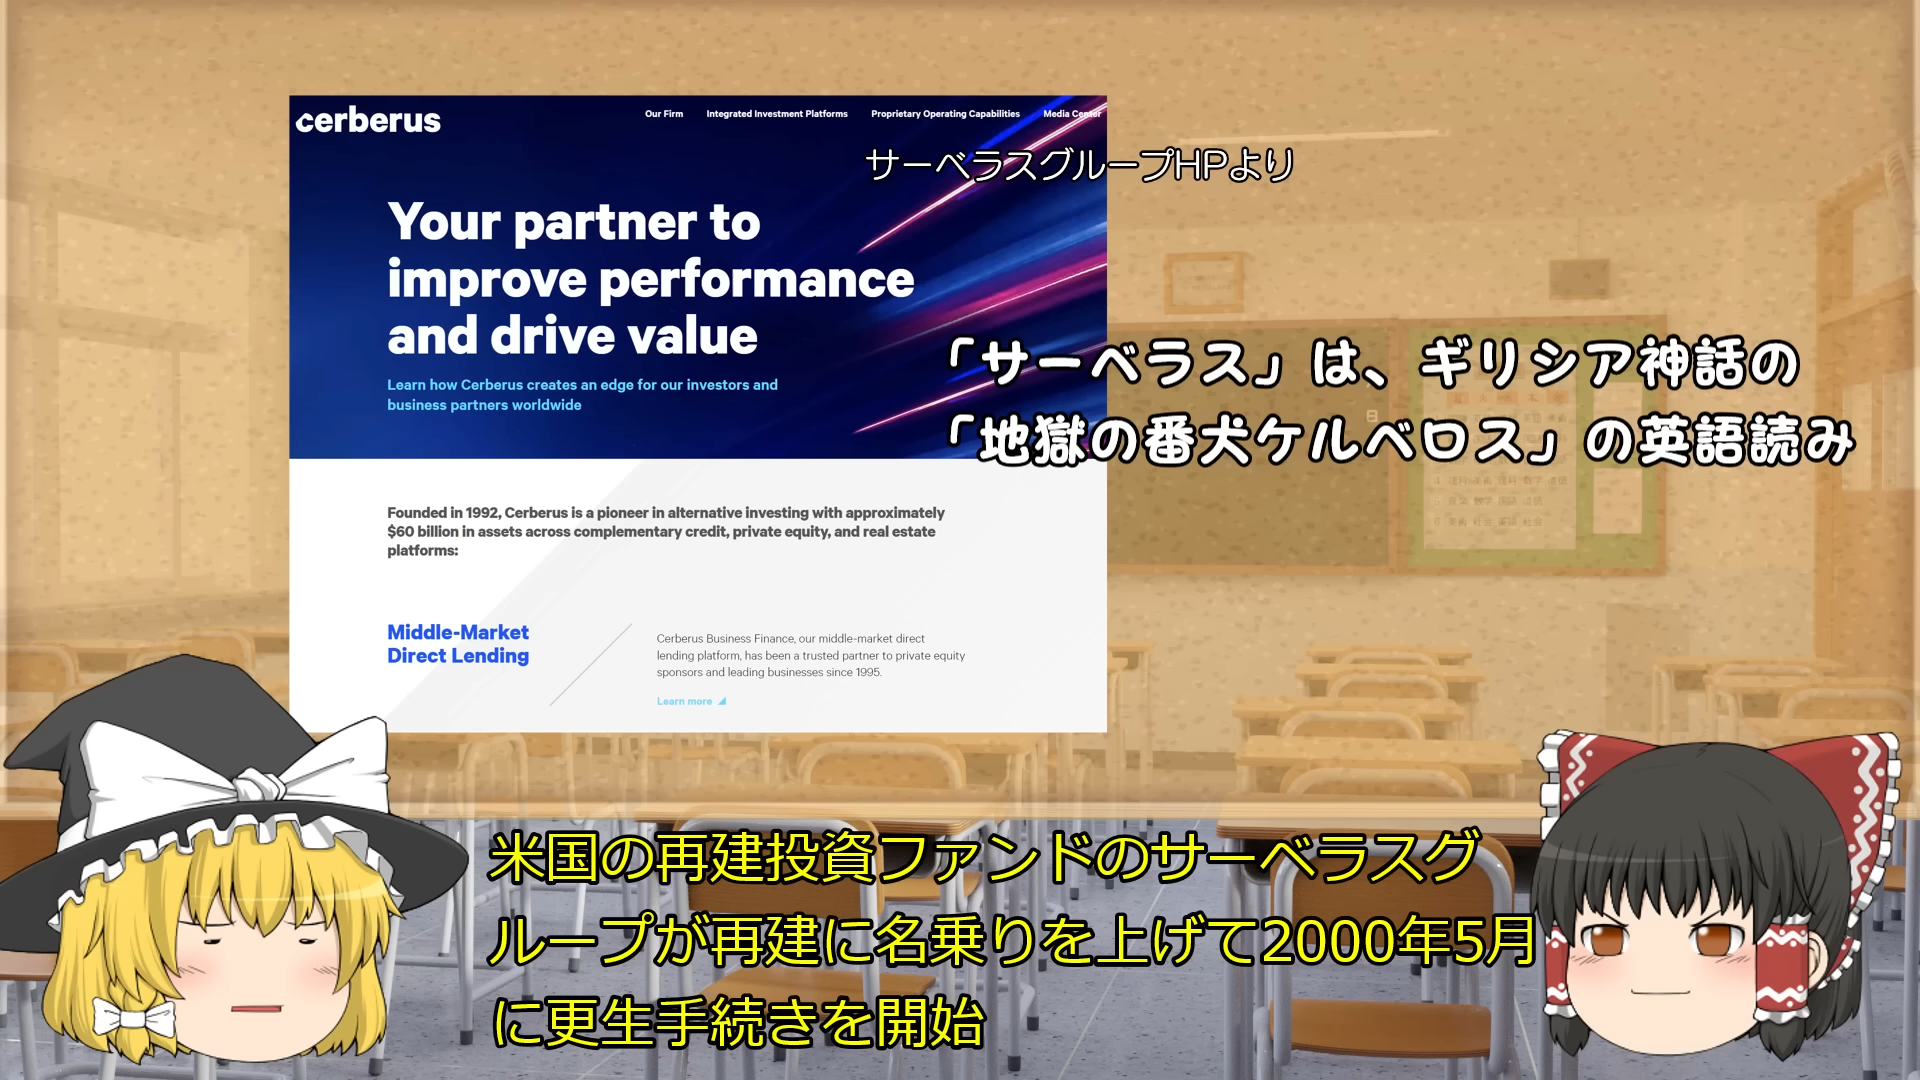 cerberus
Our Firm Integrated Investment Platforms Proprietary Operating Capabilities Media Center
サーベラスグループHPより
Your partner to
improve performance
and drive value
Learn how Cerberus creates an edge for our investors and
business partners worldwide
「サーベラス」は、ギリシア神話の
「地獄の番犬ケルベロス」の英語読み
Founded in 1992, Cerberus is a pioneer in alternative investing with approximately
$60 billion in assets across complementary credit, private equity, and real estate
platforms:
Middle-Market
Direct Lending
Cerberus Business Finance, our middle-market direct
lending platform, has been a trusted partner to private equity
sponsors and leading businesses since 1995.
Learn more
米国の再建投資ファンドのサーベラスグ
ループが再建に名乗りを上げて2000年5月
に更生手続きを開始